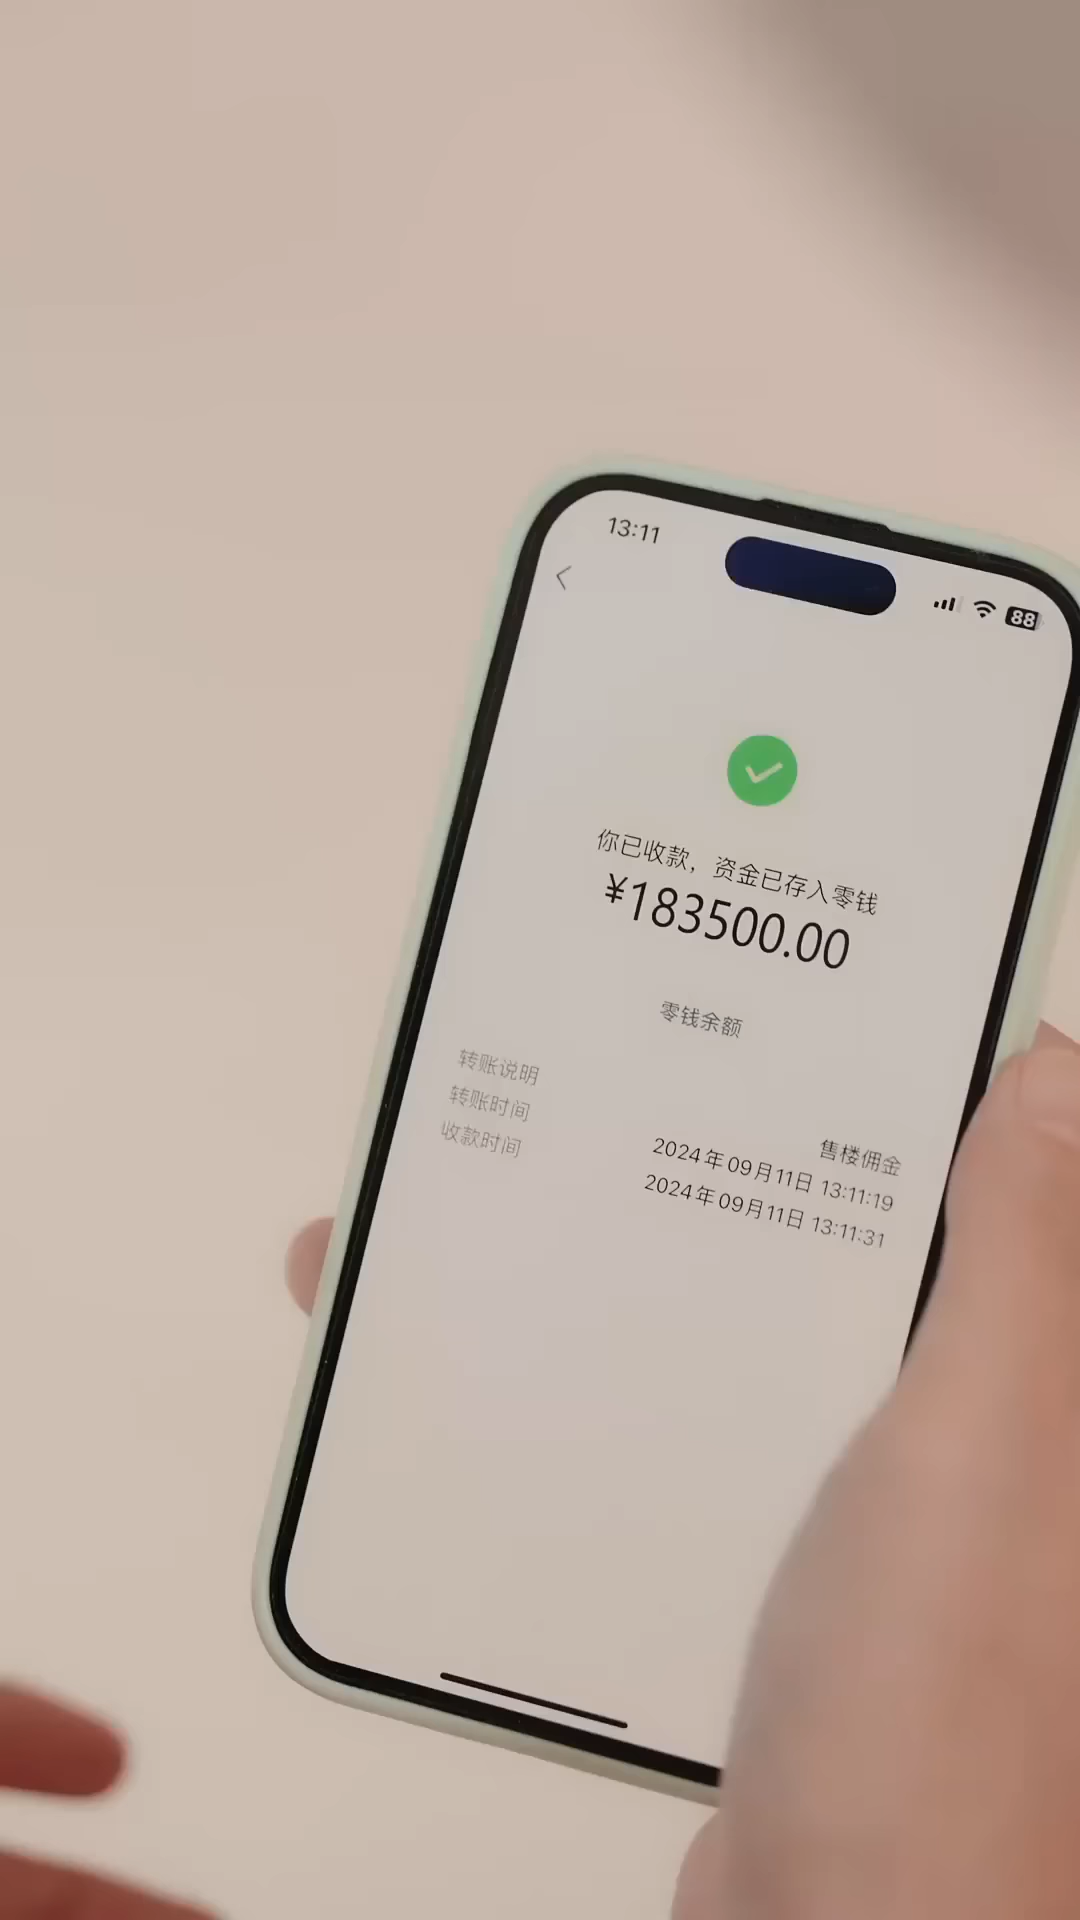 13:11
88
你已收款，资金已存入零钱
¥183500.00
零钱余额
转账说明 售楼佣金
转账时间 2024年09月11日 13:11:19
收款时间 2024年09月11日 13:11:31